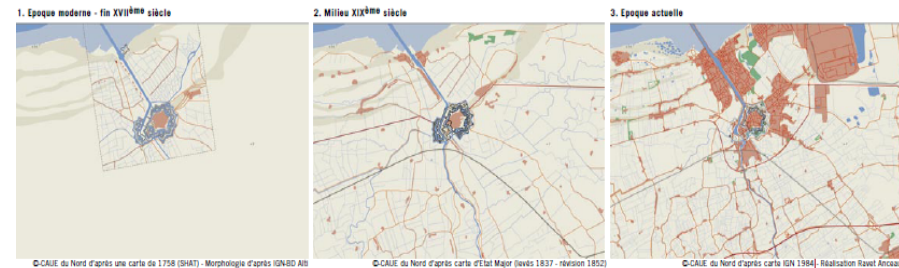 1. Epoque moderne - fin XVIIème siècle
2. Milieu XIXème siècle
3. Epoque actuelle
©-CAUE du Nord d'après une carte de 1758 (SHAT) - Morphologie d'après IGN-BD Alti
©-CAUE du Nord d'après carte d'Etat Major (levés 1837 - révision 1852)
©-CAUE du Nord d'après carte IGN 1984- Réalisation Ravet Anceau